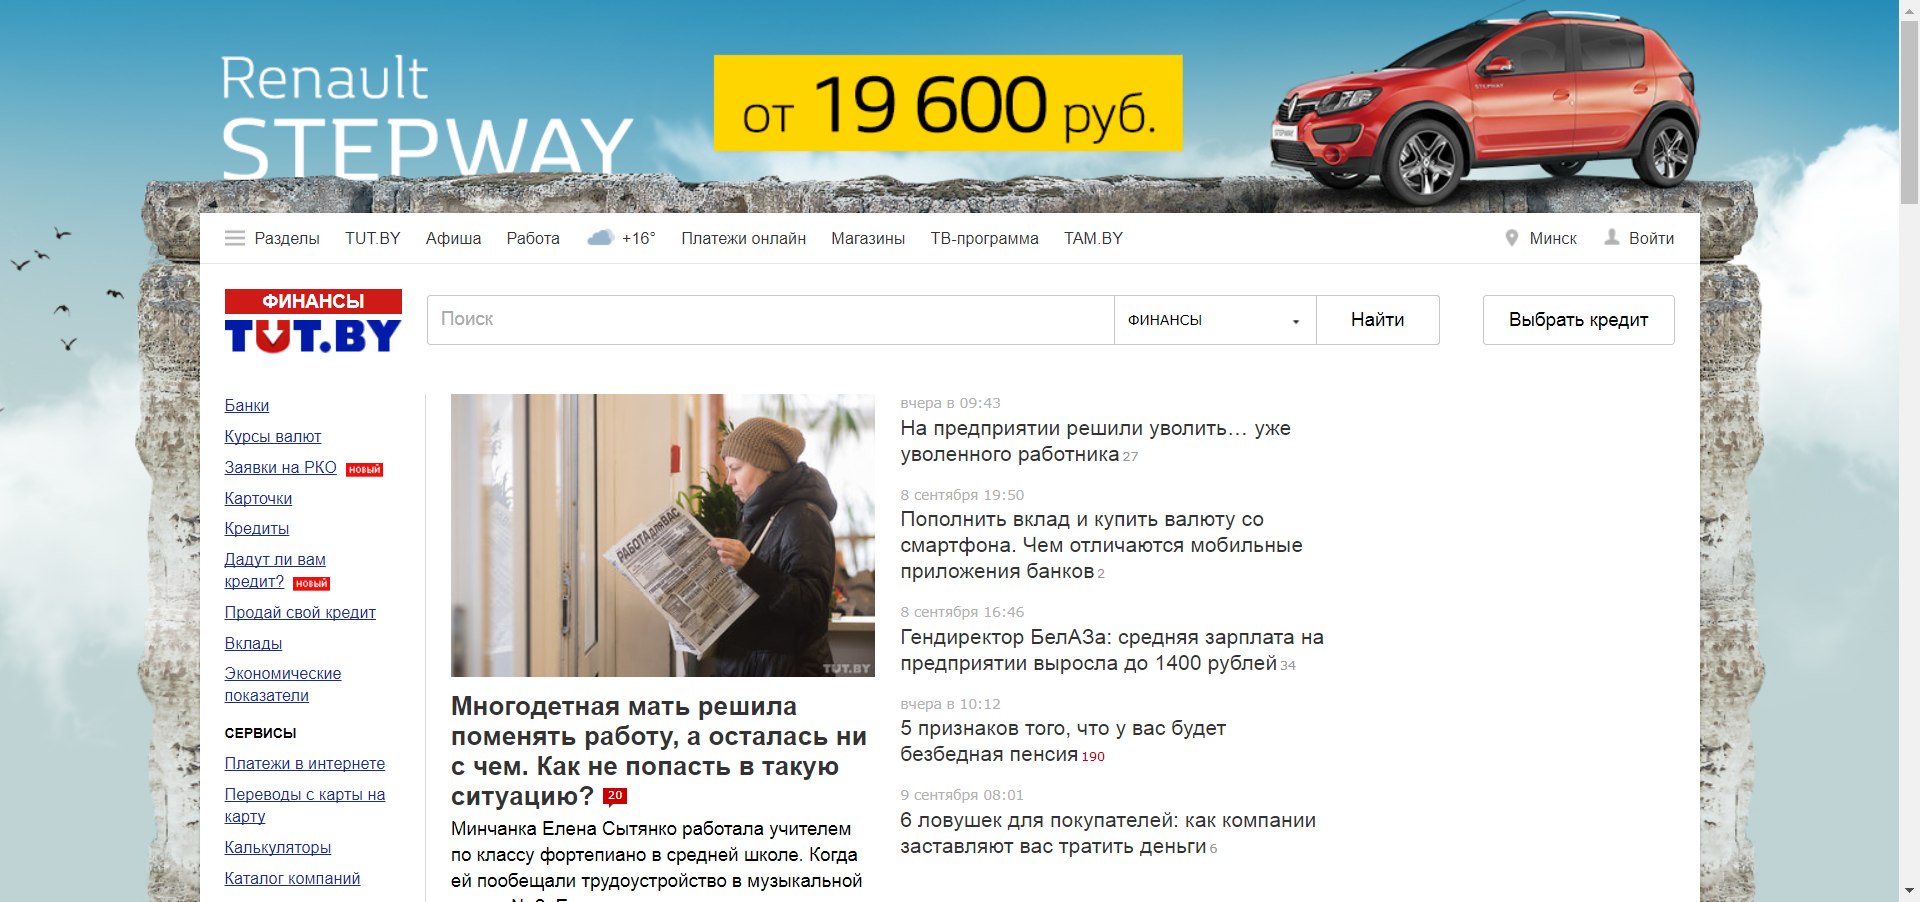 Renault
STEPWAY
от 19 600 руб.
STEPWAY
STEPWAY
Разделы TUT.BY Афиша Работа +16° Платежи онлайн Магазины ТВ-программа TAM.BY Минск Войти
ФИНАНСЫ
TUT.BY
Поиск ФИНАНСЫ Найти Выбрать кредит
Банки
Курсы валют
Заявки на РКО новый
Карточки
Кредиты
Дадут ли вам
кредит? новый
Продай свой кредит
Вклады
Экономические
показатели
СЕРВИСЫ
Платежи в интернете
Переводы с карты на
карту
Калькуляторы
Каталог компаний
РАБОТА ДЛЯ ВАС
TUT.BY
Многодетная мать решила
поменять работу, а осталась ни
с чем. Как не попасть в такую
ситуацию? 20
Минчанка Елена Сытянко работала учителем
по классу фортепиано в средней школе. Когда
ей пообещали трудоустройство в музыкальной
вчера в 09:43
На предприятии решили уволить… уже
уволенного работника 27
8 сентября 19:50
Пополнить вклад и купить валюту со
смартфона. Чем отличаются мобильные
приложения банков 2
8 сентября 16:46
Гендиректор БелАЗа: средняя зарплата на
предприятии выросла до 1400 рублей 34
вчера в 10:12
5 признаков того, что у вас будет
безбедная пенсия 190
9 сентября 08:01
6 ловушек для покупателей: как компании
заставляют вас тратить деньги 6